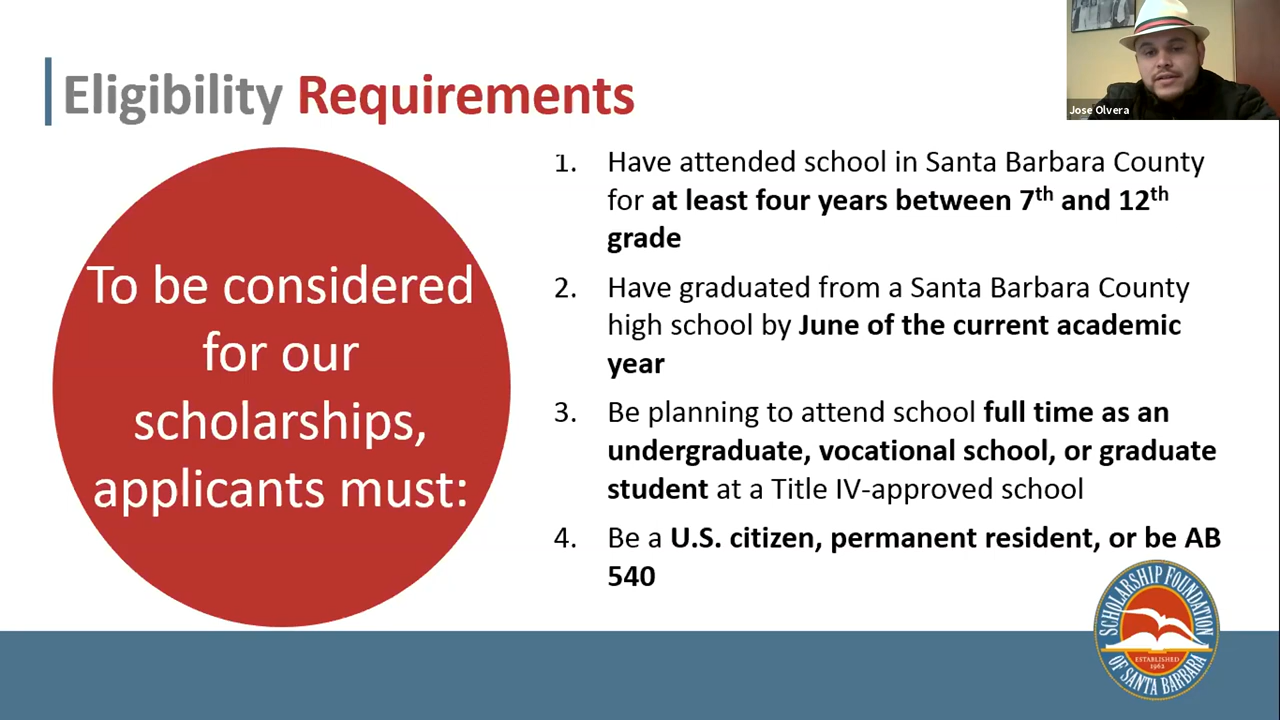 Eligibility Requirements
Jose Olvera
To be considered
for our
scholarships,
applicants must:
1. Have attended school in Santa Barbara County
for at least four years between 7th and 12th
grade
2. Have graduated from a Santa Barbara County
high school by June of the current academic
year
3. Be planning to attend school full time as an
undergraduate, vocational school, or graduate
student at a Title IV-approved school
4. Be a U.S. citizen, permanent resident, or be AB
540
SCHOLARSHIP FOUNDATION
ESTABLISHED
1962
OF SANTA BARBARA